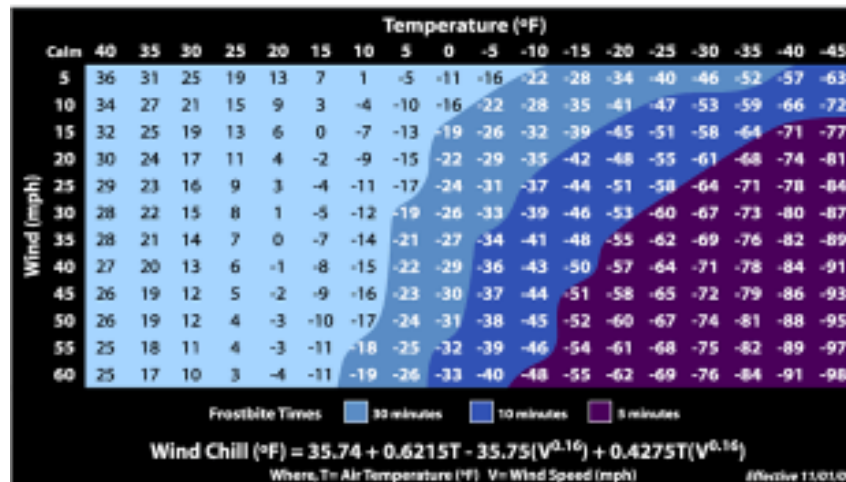 Temperature (ºF)
Calm 40 35 30 25 20 15 10 5 0 -5 -10 -15 -20 -25 -30 -35 -40 -45
5 36 31 25 19 13 7 1 -5 -11 -16 -22 -28 -34 -40 -46 -52 -57 -63
10 34 27 21 15 9 3 -4 -10 -16 -22 -28 -35 -41 -47 -53 -59 -66 -72
15 32 25 19 13 6 0 -7 -13 -19 -26 -32 -39 -45 -51 -58 -64 -71 -77
20 30 24 17 11 4 -2 -9 -15 -22 -29 -35 -42 -48 -55 -61 -68 -74 -81
25 29 23 16 9 3 -4 -11 -17 -24 -31 -37 -44 -51 -58 -64 -71 -78 -84
30 28 22 15 8 1 -5 -12 -19 -26 -33 -39 -46 -53 -60 -67 -73 -80 -87
35 28 21 14 7 0 -7 -14 -21 -27 -34 -41 -48 -55 -62 -69 -76 -82 -89
40 27 20 13 6 -1 -8 -15 -22 -29 -36 -43 -50 -57 -64 -71 -78 -84 -91
45 26 19 12 5 -2 -9 -16 -23 -30 -37 -44 -51 -58 -65 -72 -79 -86 -93
50 26 19 12 4 -3 -10 -17 -24 -31 -38 -45 -52 -60 -67 -74 -81 -88 -95
55 25 18 11 4 -3 -11 -18 -25 -32 -39 -46 -54 -61 -68 -75 -82 -89 -97
60 25 17 10 3 -4 -11 -19 -26 -33 -40 -48 -55 -62 -69 -76 -84 -91 -98
Wind (mph)
Frostbite Times 30 minutes 10 minutes 5 minutes
Wind Chill (ºF) = 35.74 + 0.6215T - 35.75(V^0.16) + 0.4275T(V^0.16)
Where, T= Air Temperature (ºF) V= Wind Speed (mph)
Effective 11/01/0